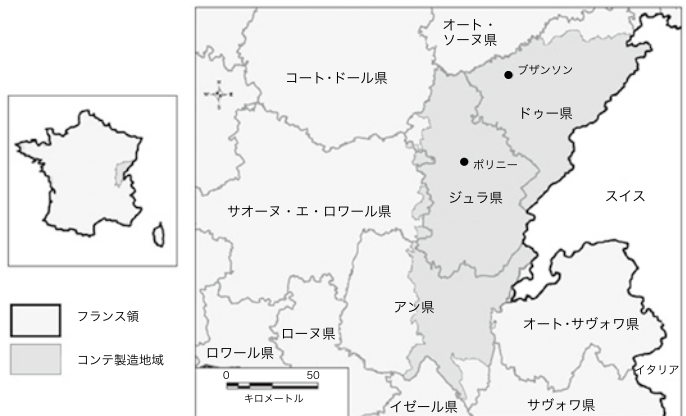 オート・
ソーヌ県
コート・ドール県
ブザンソン
ドゥー県
ポリニー
ジュラ県
スイス
サオーヌ・エ・ロワール県
フランス領
コンテ製造地域
アン県
ローヌ県
ロワール県
オート・サヴォワ県
イタリア
0 50
キロメートル
イゼール県
サヴォワ県